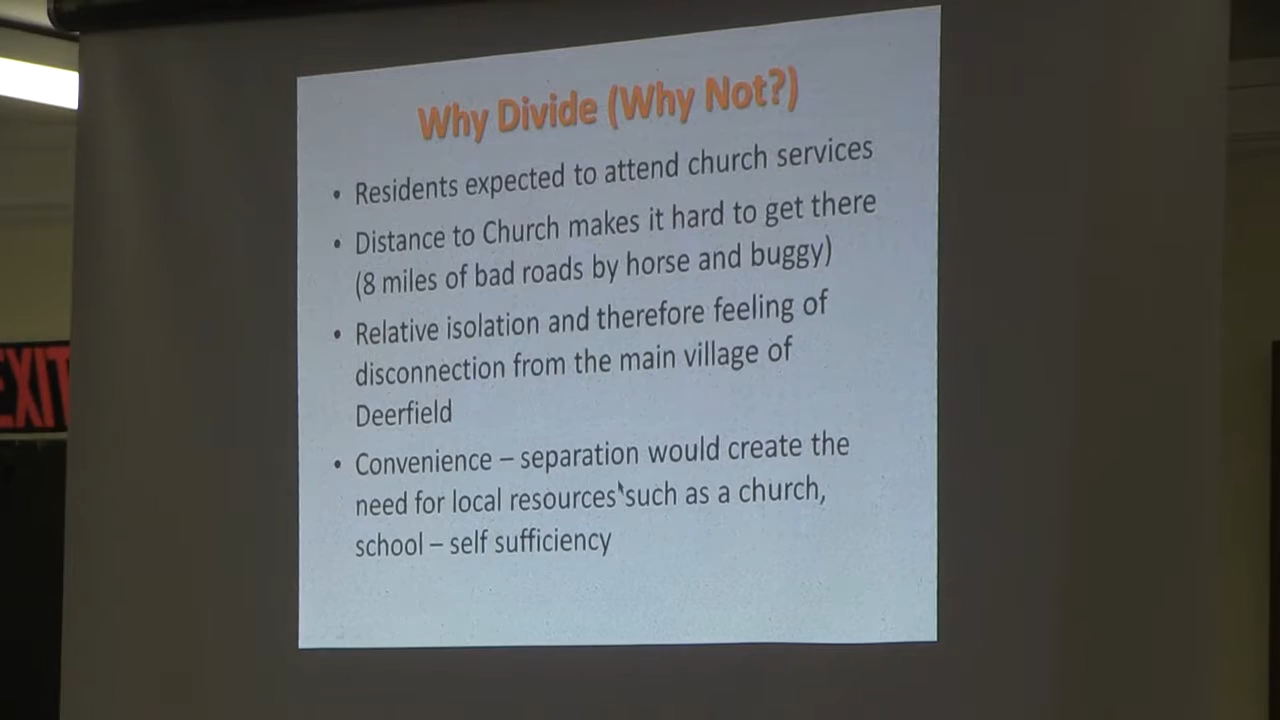 Why Divide (Why Not?)
• Residents expected to attend church services
• Distance to Church makes it hard to get there
(8 miles of bad roads by horse and buggy)
• Relative isolation and therefore feeling of
disconnection from the main village of
Deerfield
• Convenience – separation would create the
need for local resources such as a church,
school – self sufficiency
EXIT